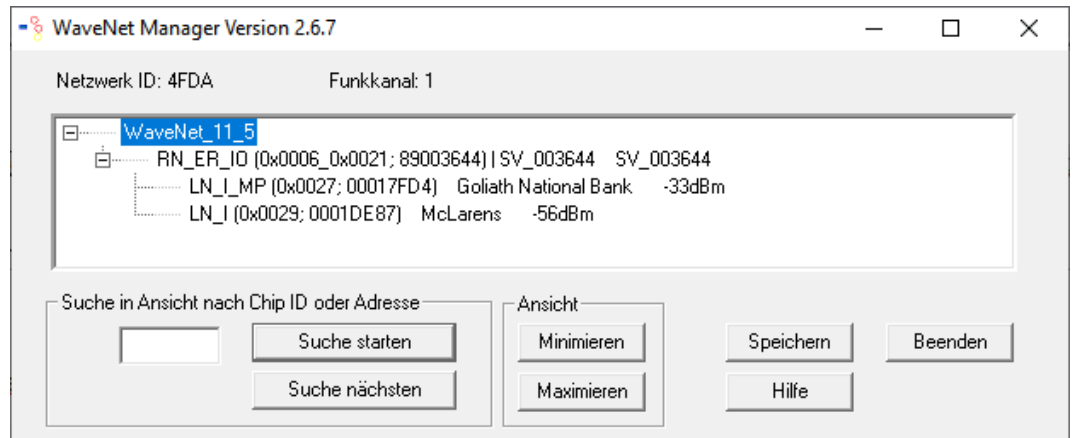 WaveNet Manager Version 2.6.7
Netzwerk ID: 4FDA Funkkanal: 1
WaveNet_11_5
RN_ER_IO (0x0006_0x0021; 89003644) | SV_003644 SV_003644
LN_I_MP (0x0027; 00017FD4) Goliath National Bank -33dBm
LN_I (0x0029; 0001DE87) McLarens -56dBm
Suche in Ansicht nach Chip ID oder Adresse
Suche starten
Suche nächsten
Ansicht
Minimieren
Maximieren
Speichern
Hilfe
Beenden